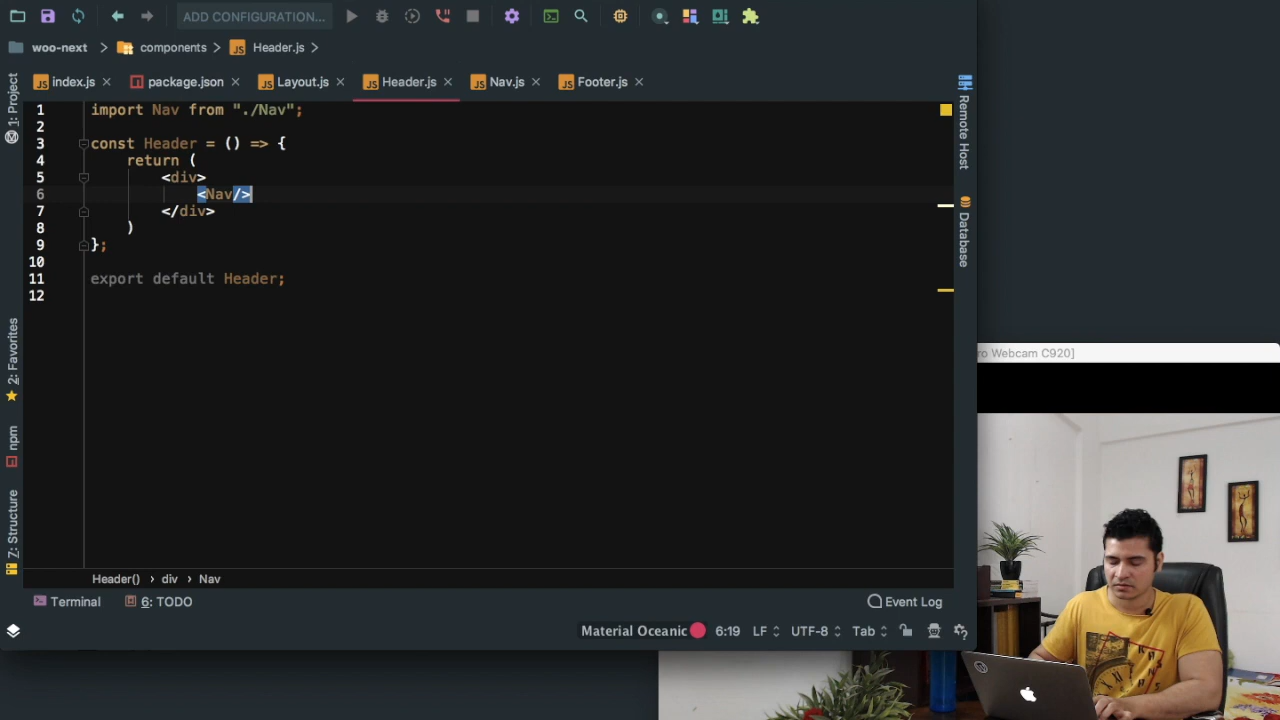 ADD CONFIGURATION...
woo-next
components
Header.js
index.js
package.json
Layout.js
Header.js
Nav.js
Footer.js
1: Project
2: Favorites
npm
Z: Structure
Remote Host
Database
1 import Nav from "./Nav";
2
3 const Header = () => {
4 return (
5 <div>
6 <Nav/>
7 </div>
8 )
9 };
10
11 export default Header;
12
Header() › div › Nav
Terminal
6: TODO
Event Log
Material Oceanic
6:19
LF
UTF-8
Tab
ro Webcam C920]